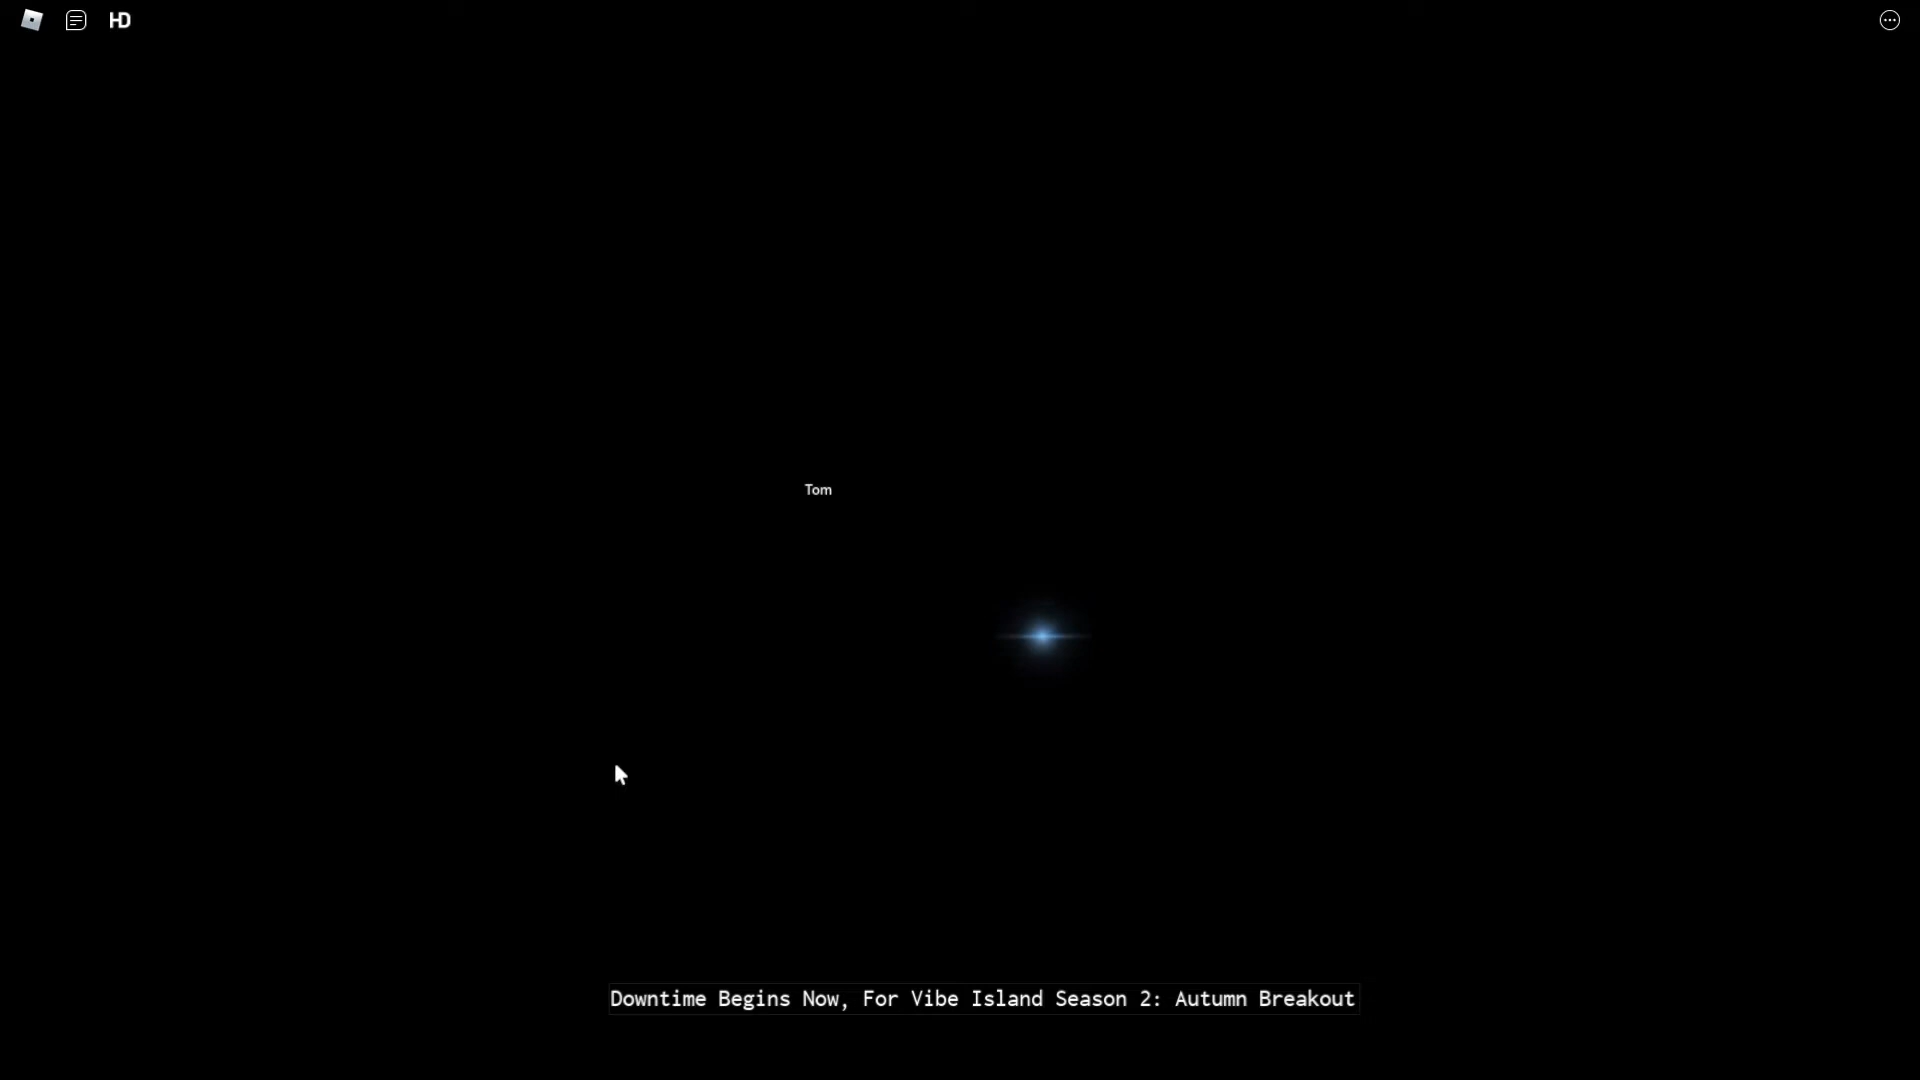 HD
Tom
Downtime Begins Now, For Vibe Island Season 2: Autumn Breakout